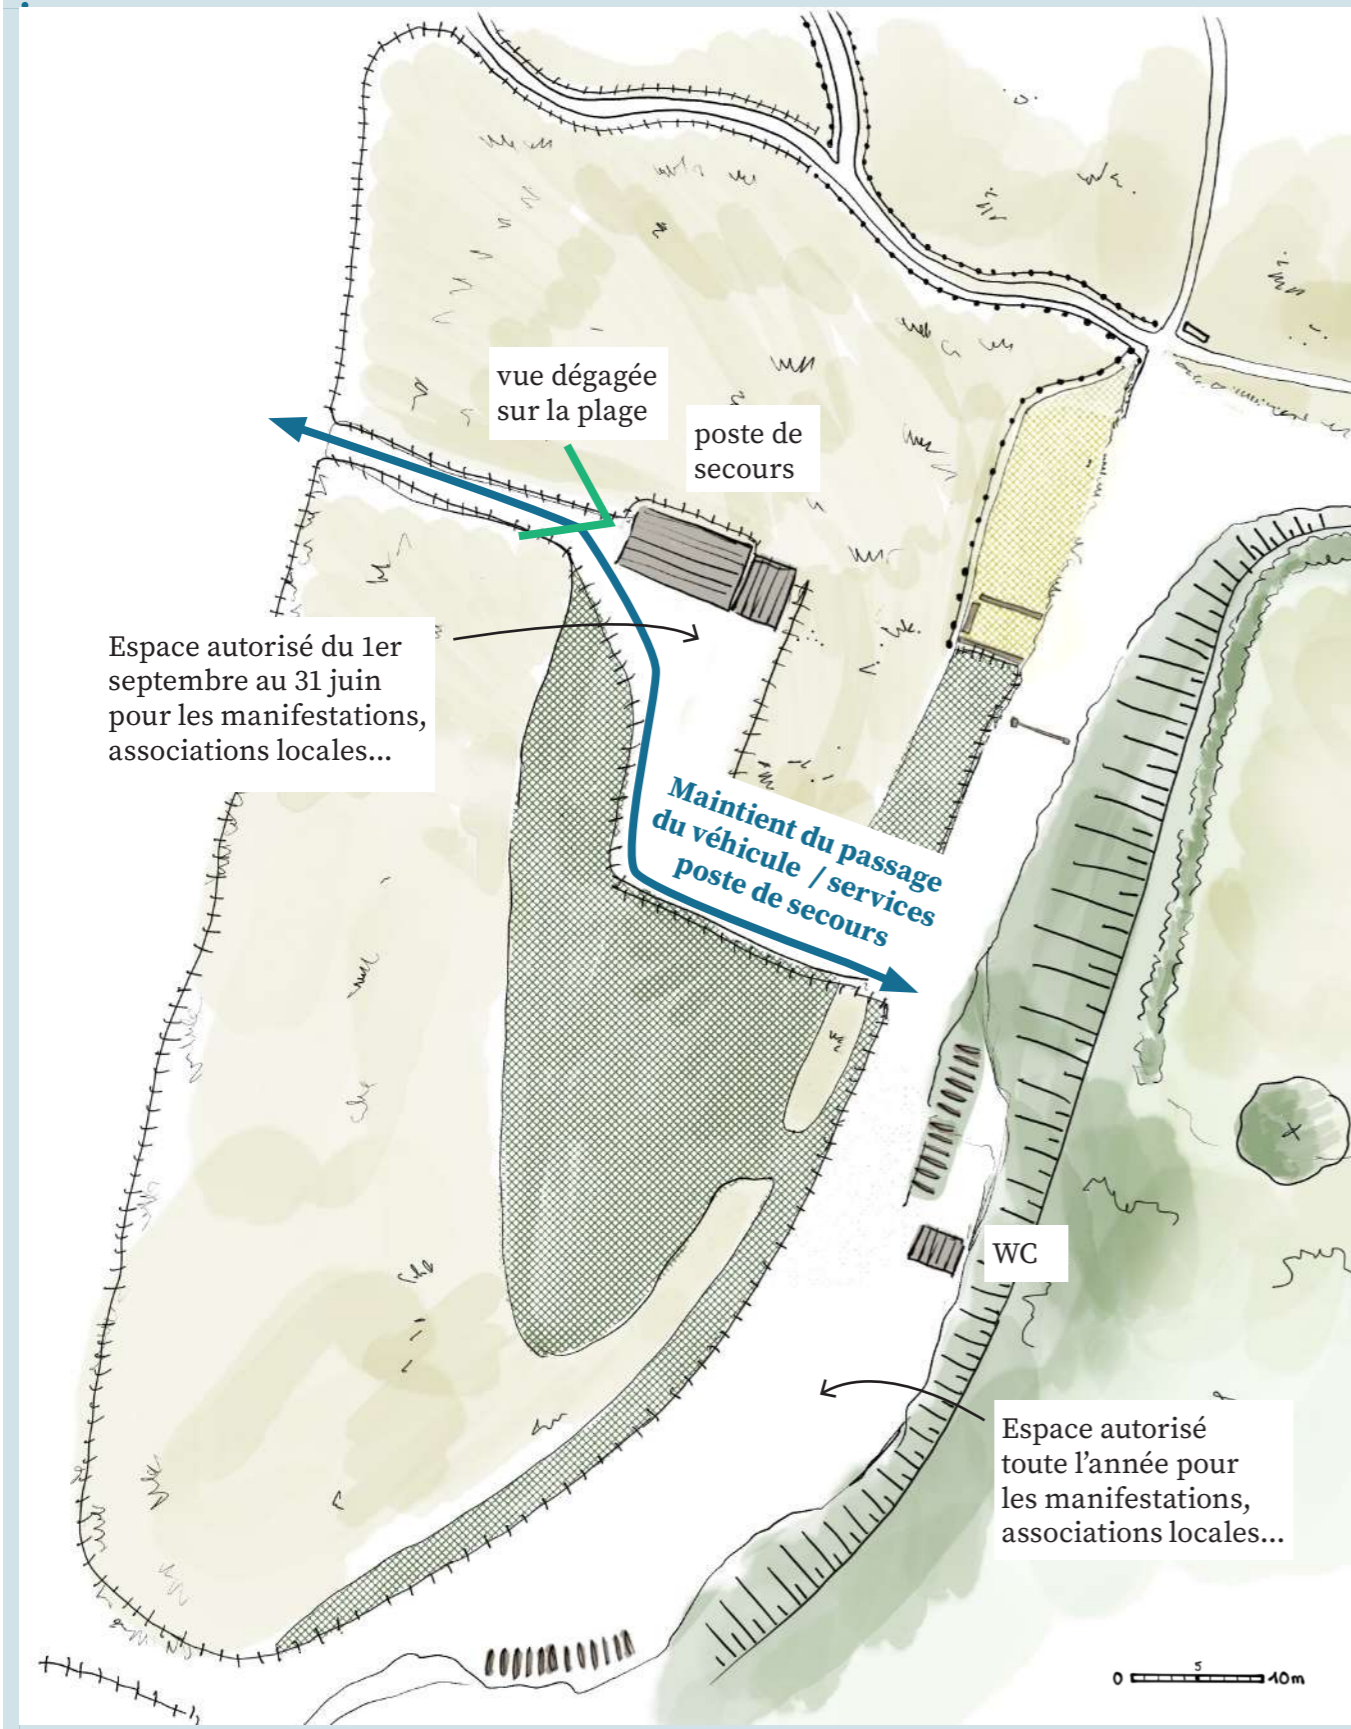 vue dégagée
sur la plage
poste de
secours
Espace autorisé du 1er
septembre au 31 juin
pour les manifestations,
associations locales...
Maintient du passage
du véhicule / services
poste de secours
WC
Espace autorisé
toute l'année pour
les manifestations,
associations locales...
0 5 10m